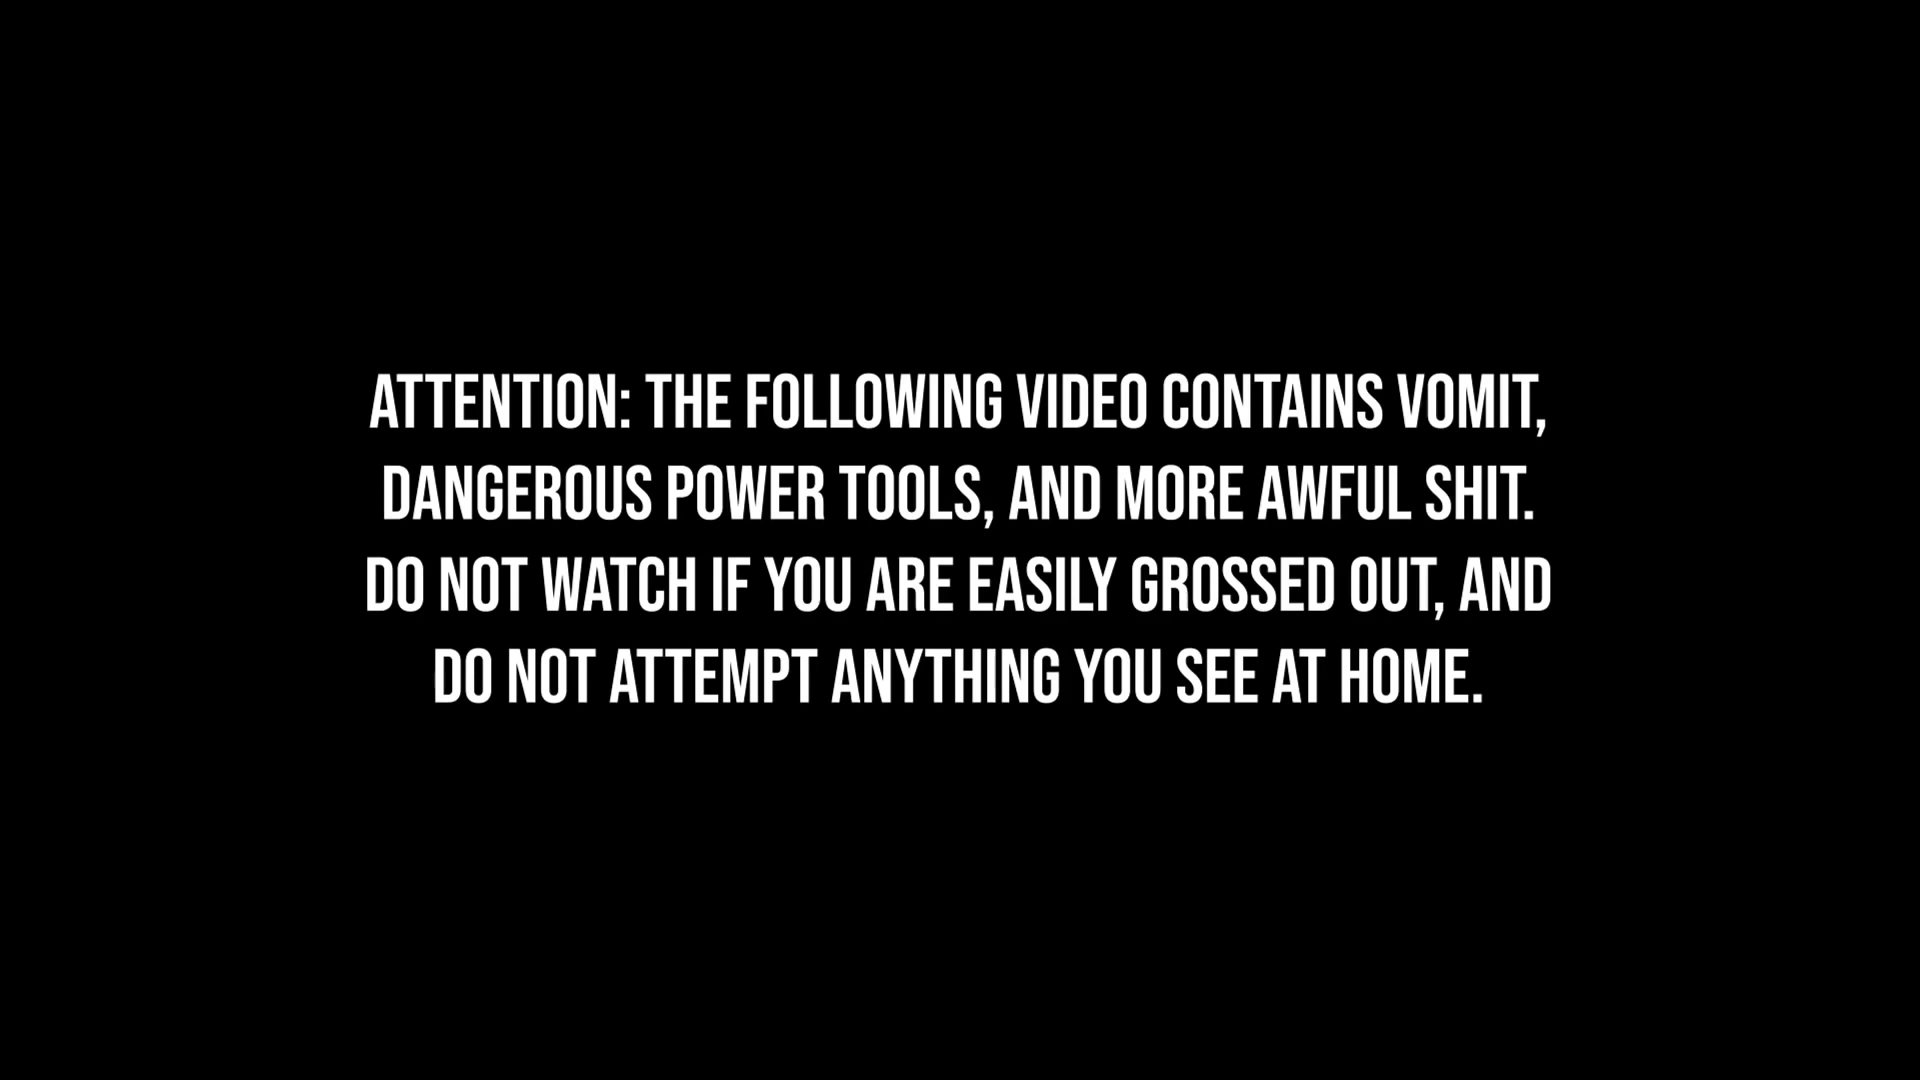 ATTENTION: THE FOLLOWING VIDEO CONTAINS VOMIT,
DANGEROUS POWER TOOLS, AND MORE AWFUL SHIT.
DO NOT WATCH IF YOU ARE EASILY GROSSED OUT, AND
DO NOT ATTEMPT ANYTHING YOU SEE AT HOME.